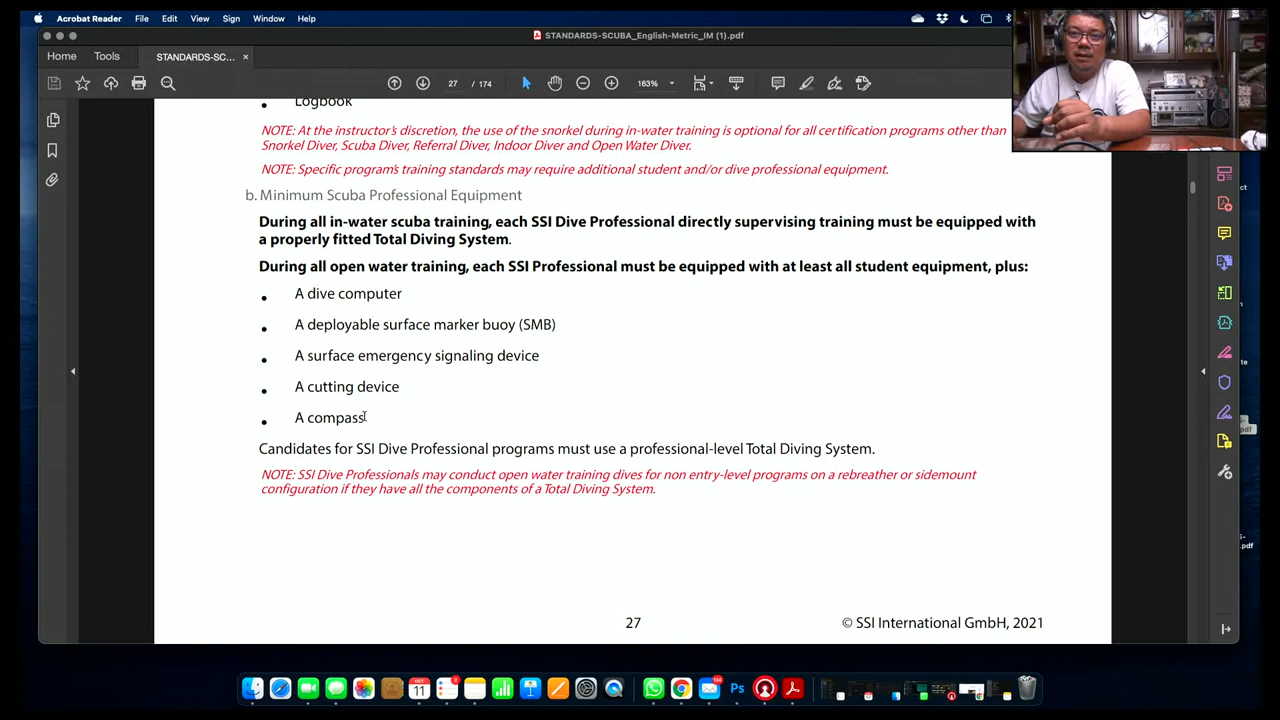 Acrobat Reader File Edit View Sign Window Help
STANDARDS-SCUBA_English-Metric_IM (1).pdf
Home Tools STANDARDS-SC... ×
27 / 174 163%
Logbook
NOTE: At the instructor's discretion, the use of the snorkel during in-water training is optional for all certification programs other than
Snorkel Diver, Scuba Diver, Referral Diver, Indoor Diver and Open Water Diver.
NOTE: Specific program's training standards may require additional student and/or dive professional equipment.
b. Minimum Scuba Professional Equipment
During all in-water scuba training, each SSI Dive Professional directly supervising training must be equipped with
a properly fitted Total Diving System.
During all open water training, each SSI Professional must be equipped with at least all student equipment, plus:
• A dive computer
• A deployable surface marker buoy (SMB)
• A surface emergency signaling device
• A cutting device
• A compass
Candidates for SSI Dive Professional programs must use a professional-level Total Diving System.
NOTE: SSI Dive Professionals may conduct open water training dives for non entry-level programs on a rebreather or sidemount
configuration if they have all the components of a Total Diving System.
27 © SSI International GmbH, 2021
OCT
11
Ps